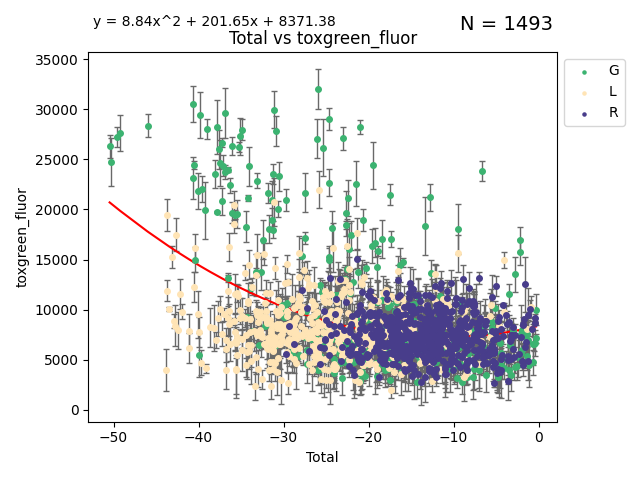 y = 8.84x^2 + 201.65x + 8371.38
N = 1493
Total vs toxgreen_fluor
35000
30000
25000
20000
15000
10000
5000
0
toxgreen_fluor
−50
−40
−30
−20
−10
0
Total
G
L
R